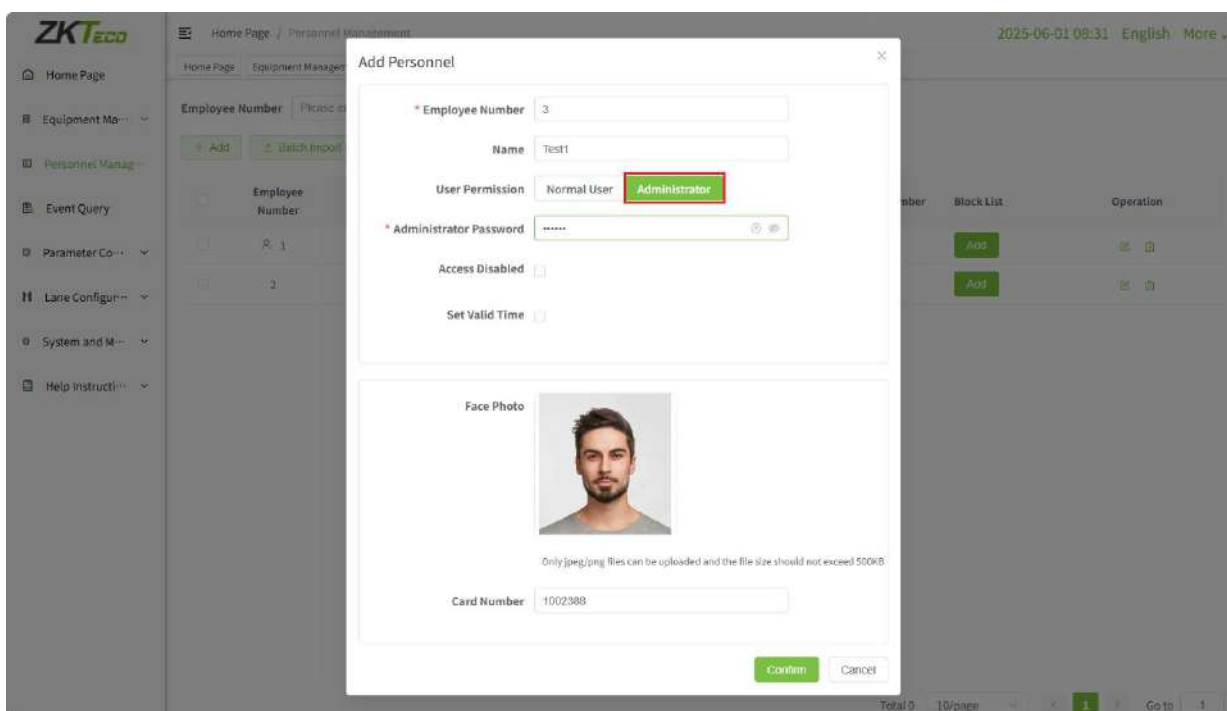 ZKTeco
Home Page / Personnel Management
2025-06-01 08:31 English More
Home Page
Equipment Ma···
Personnel Manag···
Event Query
Parameter Co···
Lane Configur···
System and M···
Help Instructi···
Home Page Equipment Manage
Employee Number Please
+ Add Batch Import
Employee Number
Block List Operation
1 Add
2 Add
Add Personnel
* Employee Number 3
Name Test1
User Permission Normal User Administrator
* Administrator Password ······
Access Disabled
Set Valid Time
Face Photo
Only jpeg/png files can be uploaded and the file size should not exceed 500KB
Card Number 1002388
Confirm Cancel
Total 0 10/page 1 Go to 1